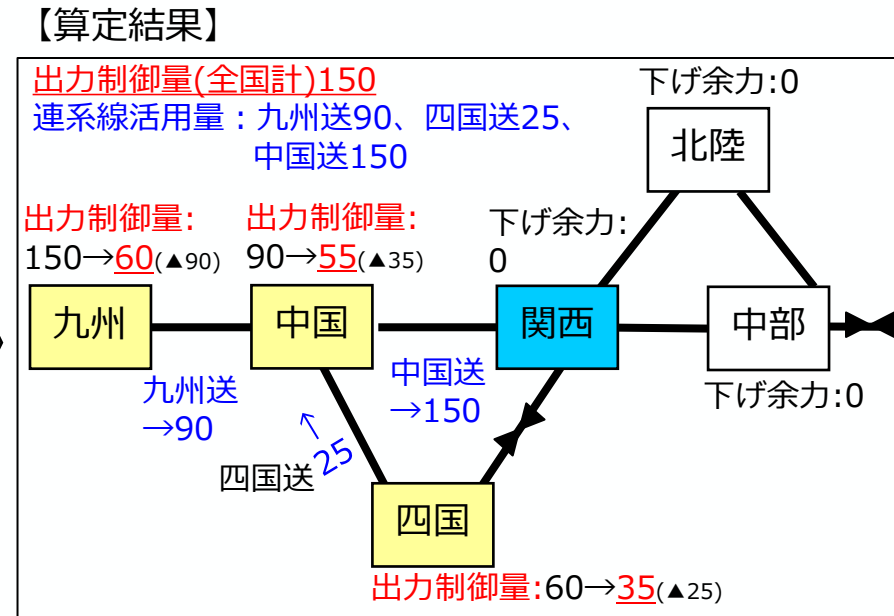 【算定結果】
出力制御量(全国計)150
連系線活用量：九州送90、四国送25、
中国送150
下げ余力:0
北陸
出力制御量:
150→60(▲90)
出力制御量:
90→55(▲35)
下げ余力:
0
九州
中国
関西
中部
九州送
→90
中国送
→150
下げ余力:0
四国送
→25
四国
出力制御量:60→35(▲25)